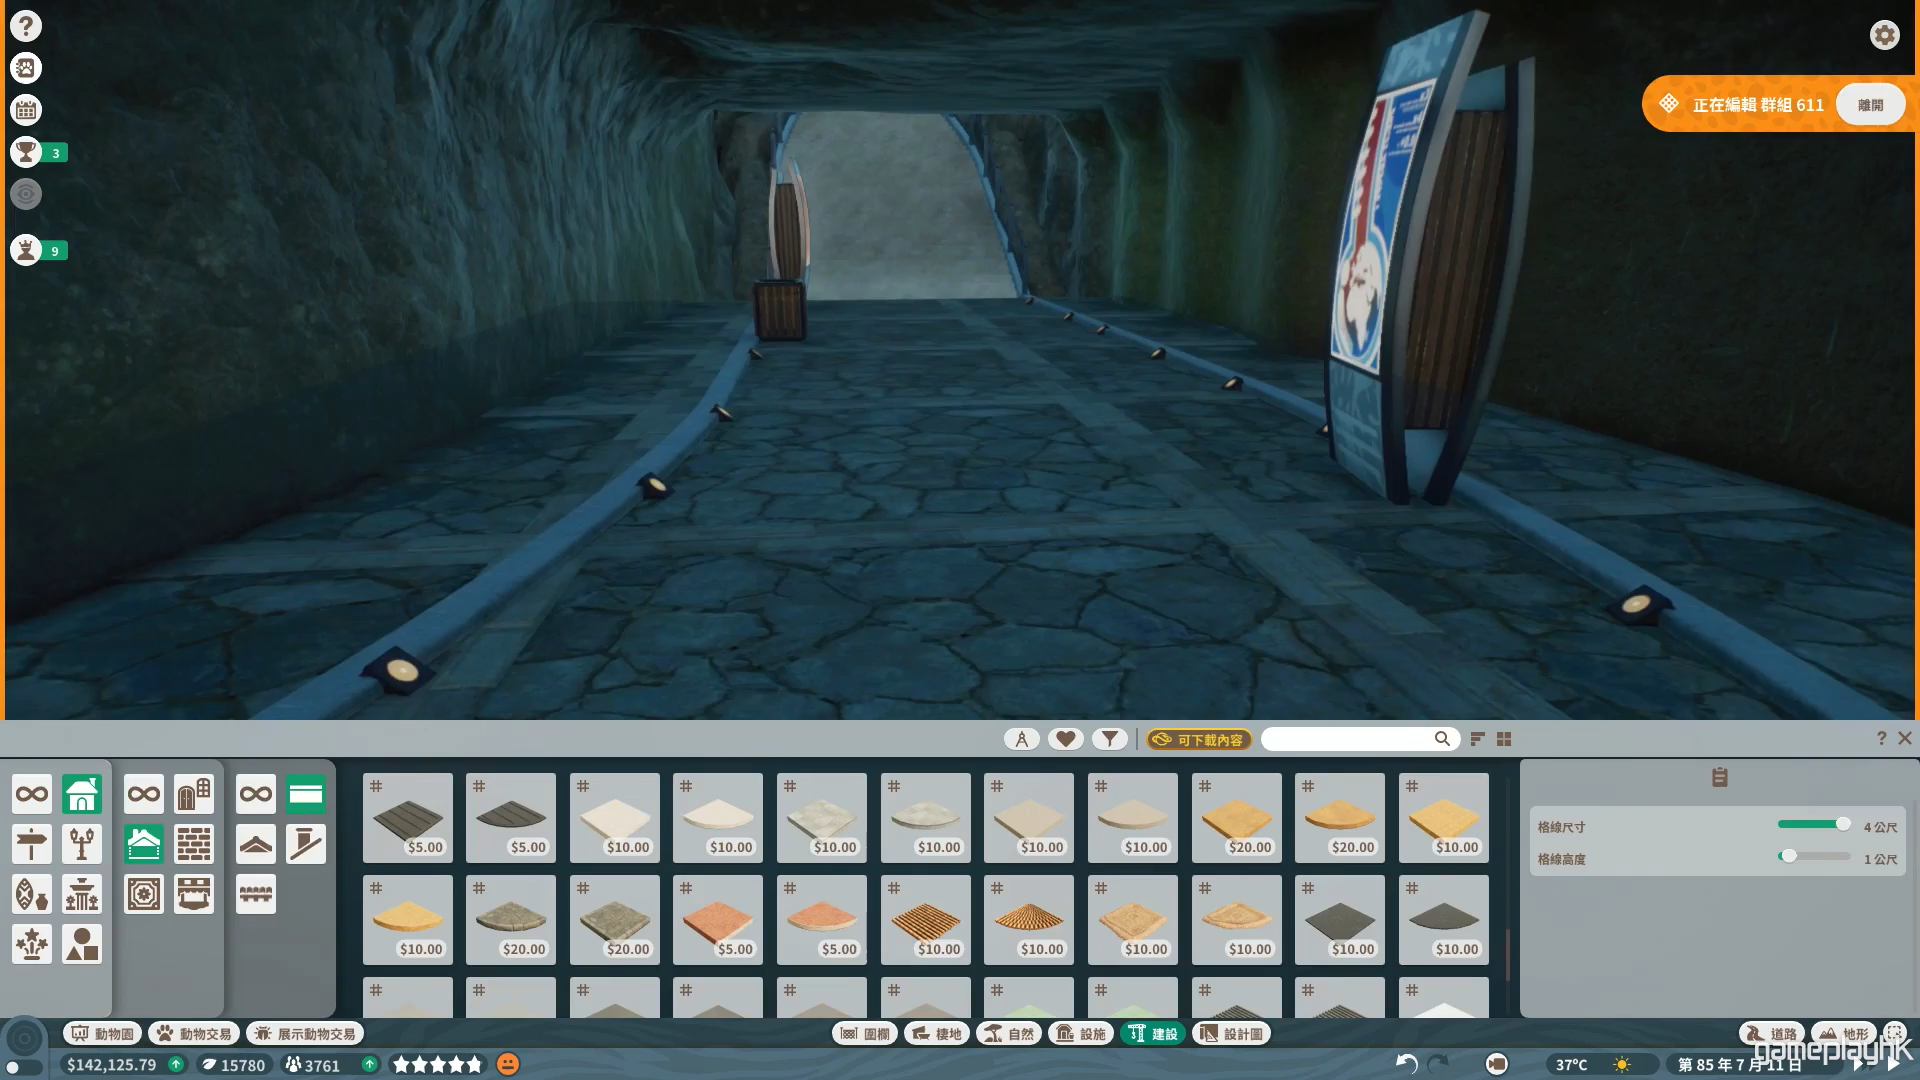 3
9
正在編輯 群組 611
離開
可下載內容
?
$5.00 $5.00 $10.00 $10.00 $10.00 $10.00 $10.00 $10.00 $20.00 $20.00 $10.00
$10.00 $20.00 $20.00 $5.00 $5.00 $10.00 $10.00 $10.00 $10.00 $10.00 $10.00
格線尺寸 4 公尺
格線高度 1 公尺
動物園 動物交易 展示動物交易 圍欄 棲地 自然 設施 建設 設計圖 道路 地形
gameplayHK
$142,125.79 15780 3761 37°C 第 85 年 7 月 11 日